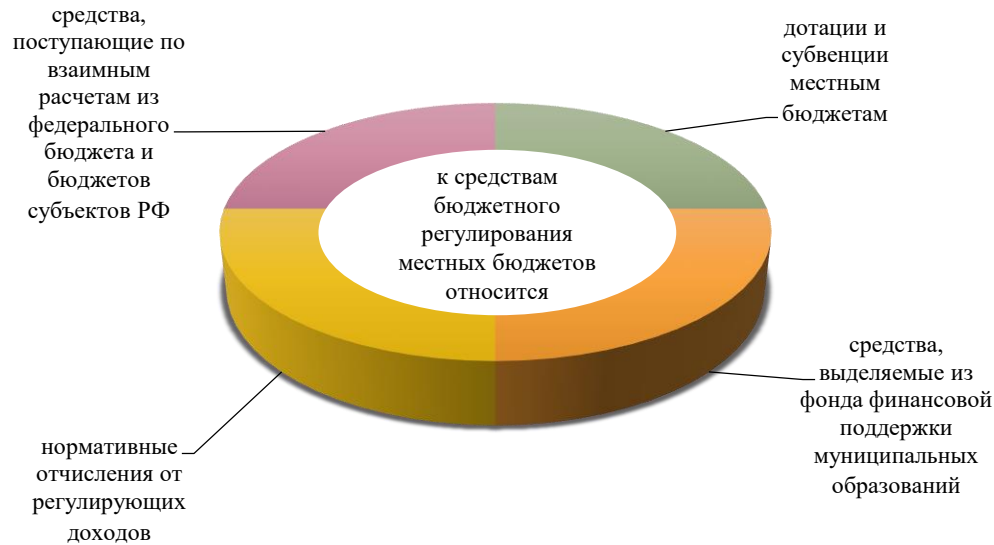 средства,
поступающие по
взаимным
расчетам из
федерального
бюджета и
бюджетов
субъектов РФ
дотации и
субвенции
местным
бюджетам
к средствам
бюджетного
регулирования
местных бюджетов
относится
средства,
выделяемые из
фонда финансовой
поддержки
муниципальных
образований
нормативные
отчисления от
регулирующих
доходов